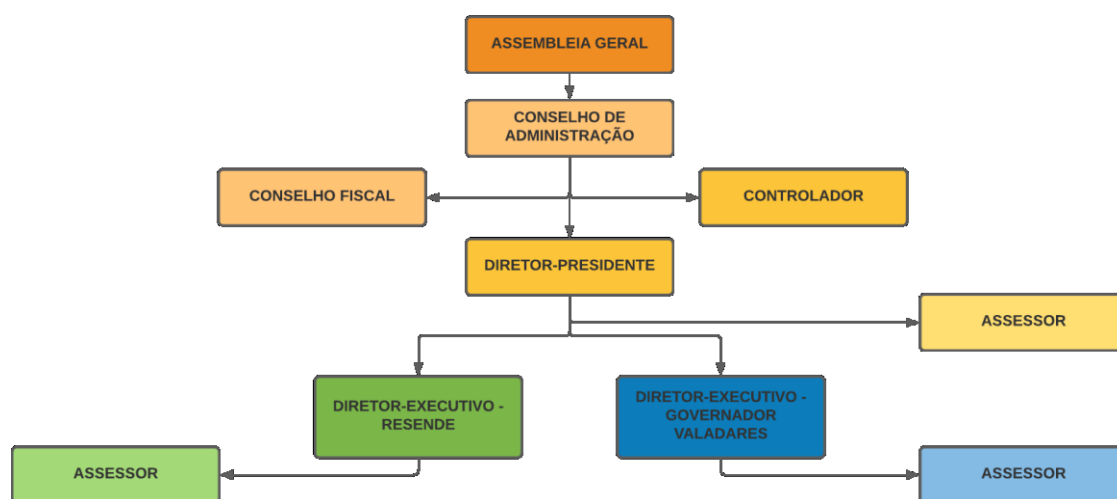 ASSEMBLEIA GERAL
CONSELHO DE
ADMINISTRAÇÃO
CONSELHO FISCAL
CONTROLADOR
DIRETOR-PRESIDENTE
ASSESSOR
DIRETOR-EXECUTIVO -
RESENDE
DIRETOR-EXECUTIVO -
GOVERNADOR
VALADARES
ASSESSOR
ASSESSOR